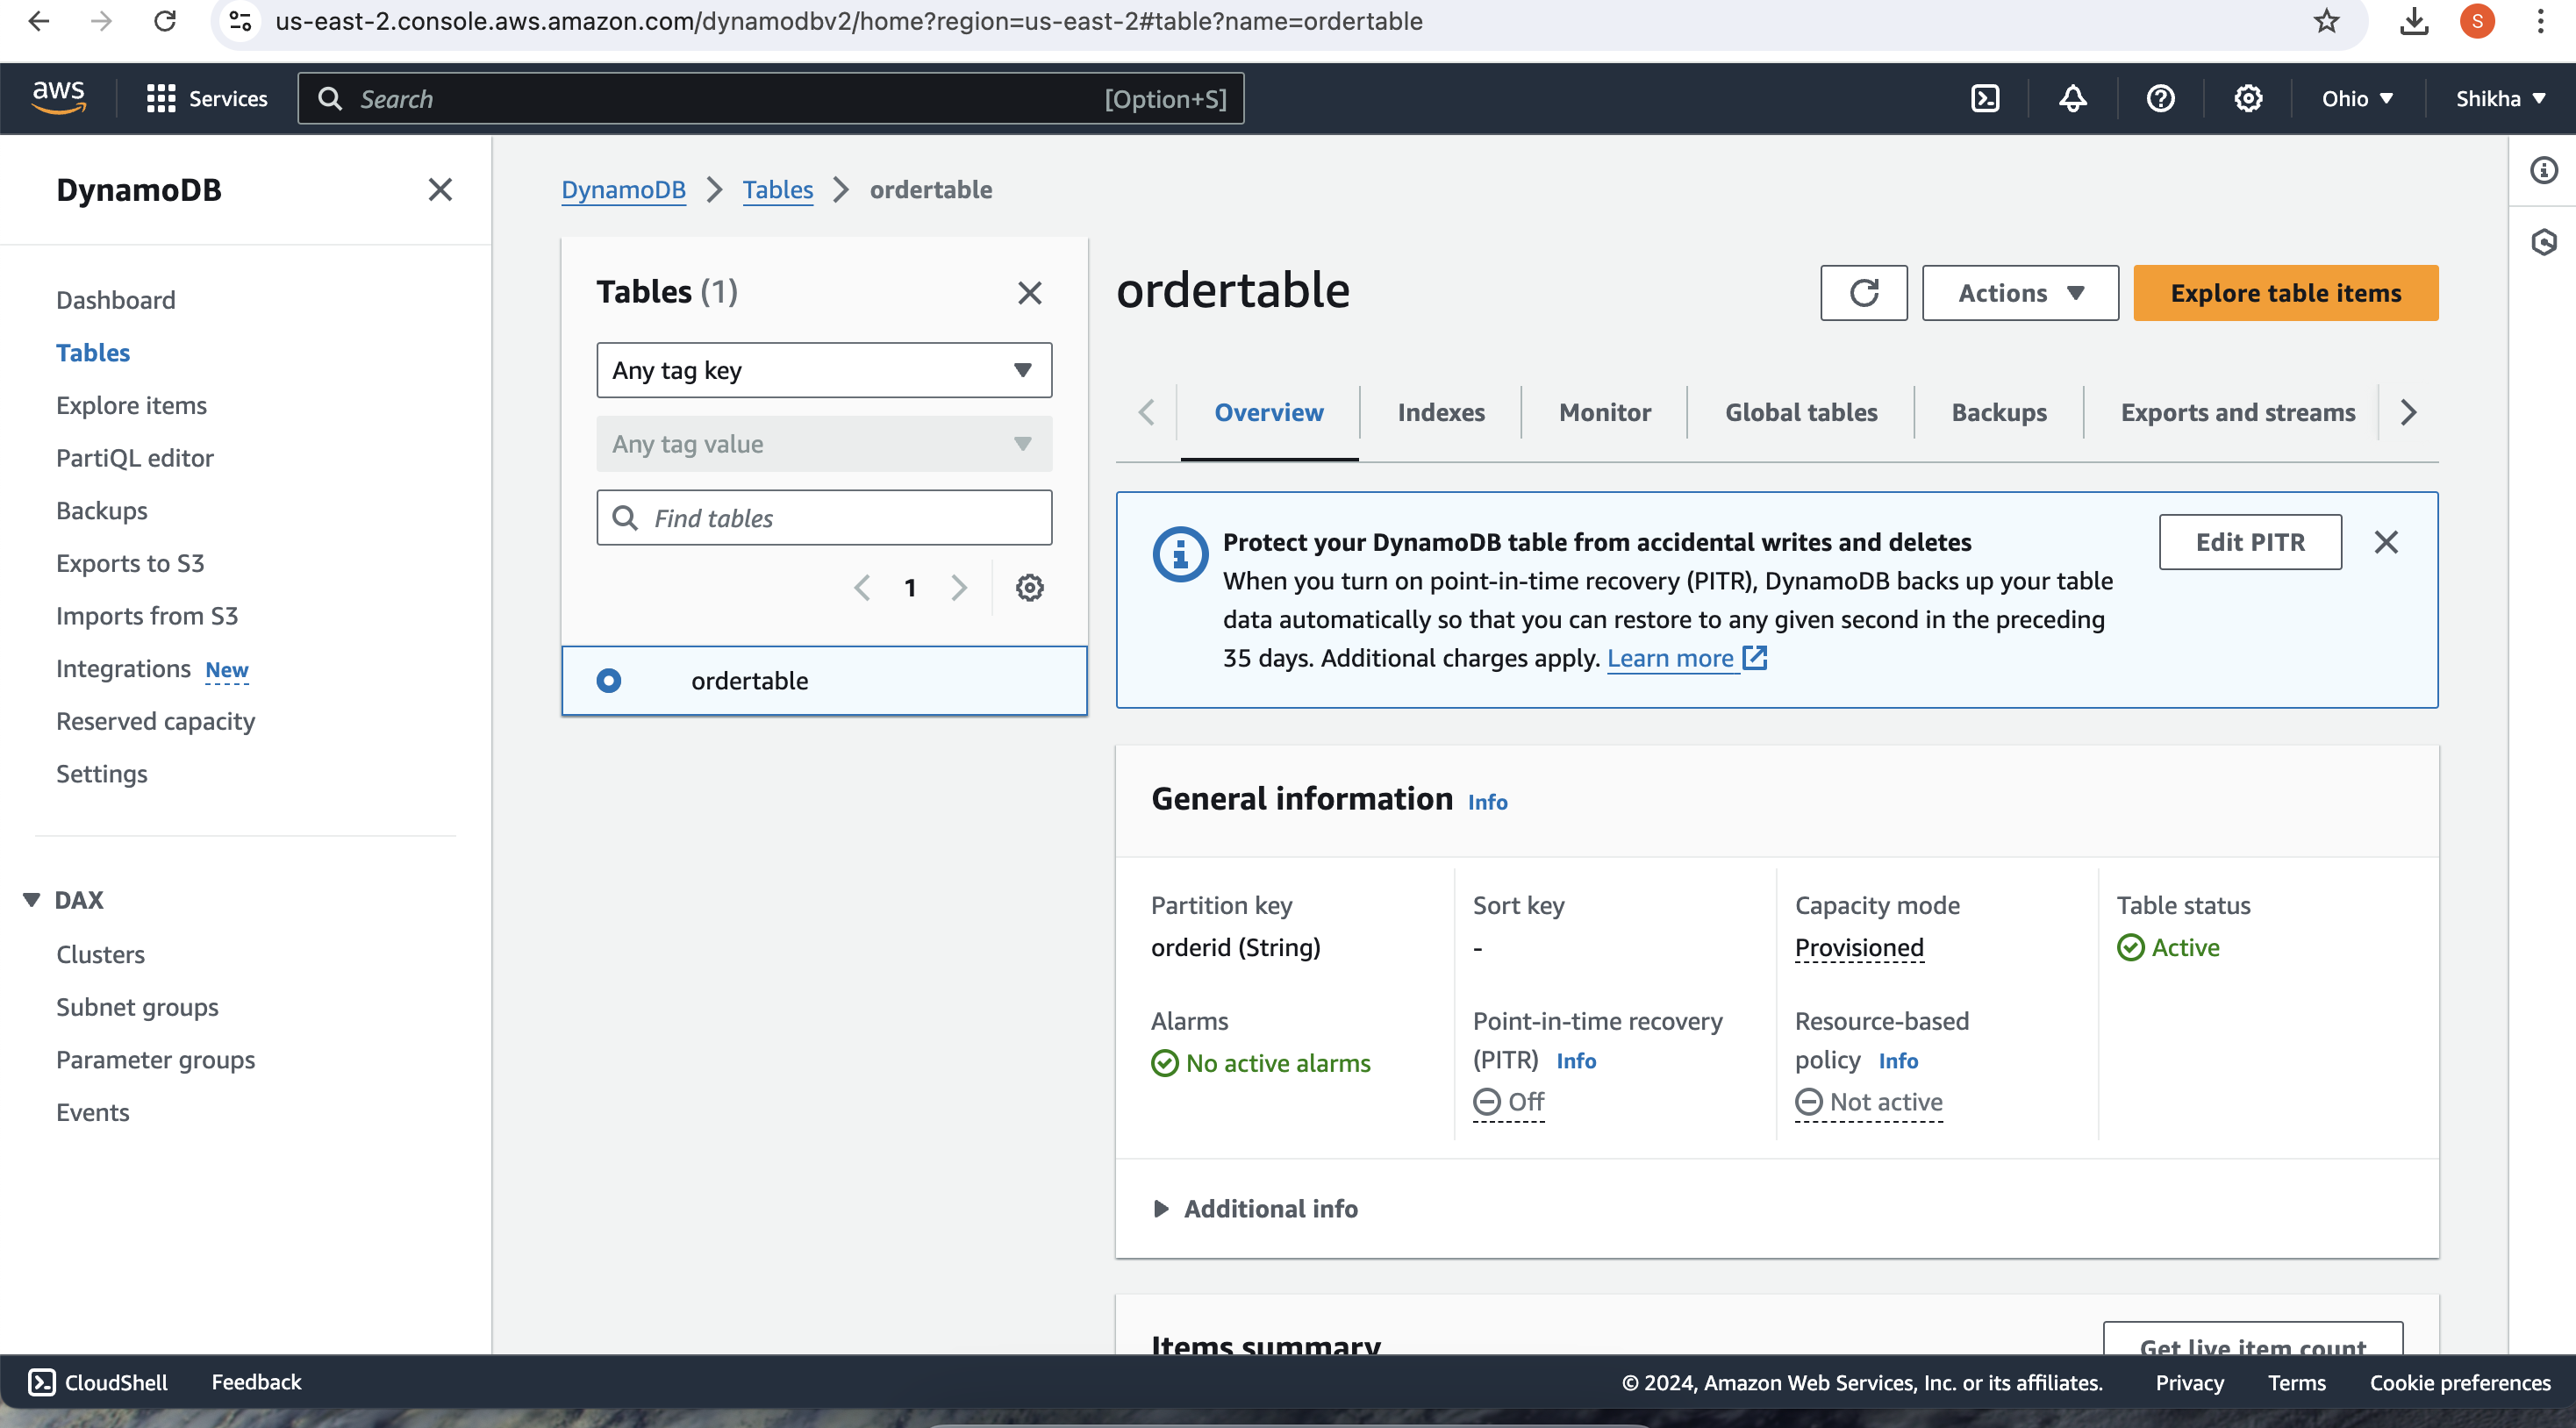 us-east-2.console.aws.amazon.com/dynamodbv2/home?region=us-east-2#table?name=ordertable
S
aws
Services
Search
[Option+S]
Ohio
Shikha
DynamoDB
Dashboard
Tables
Explore items
PartiQL editor
Backups
Exports to S3
Imports from S3
Integrations New
Reserved capacity
Settings
DAX
Clusters
Subnet groups
Parameter groups
Events
DynamoDB
Tables
ordertable
Tables (1)
Any tag key
Any tag value
Find tables
1
ordertable
ordertable
Actions
Explore table items
Overview
Indexes
Monitor
Global tables
Backups
Exports and streams
Protect your DynamoDB table from accidental writes and deletes
When you turn on point-in-time recovery (PITR), DynamoDB backs up your table
data automatically so that you can restore to any given second in the preceding
35 days. Additional charges apply. Learn more
Edit PITR
General information Info
Partition key
orderid (String)
Sort key
-
Capacity mode
Provisioned
Table status
Active
Alarms
No active alarms
Point-in-time recovery
(PITR) Info
Off
Resource-based
policy Info
Not active
Additional info
Items summary
Get live item count
CloudShell
Feedback
© 2024, Amazon Web Services, Inc. or its affiliates.
Privacy
Terms
Cookie preferences